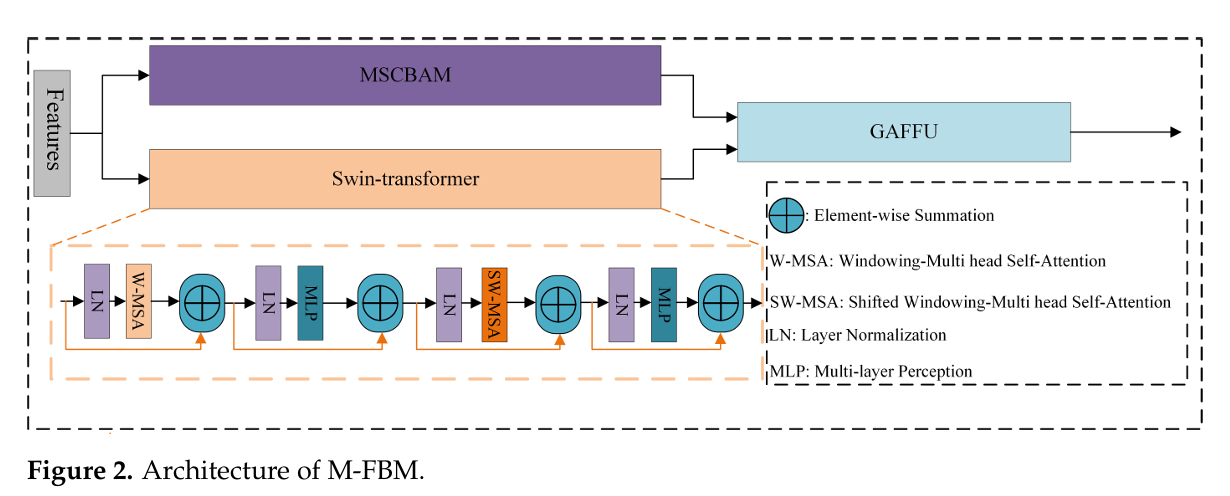 Features
MSCBAM
Swin-transformer
GAFFU
LN
W-MSA
LN
MLP
LN
SW-MSA
LN
MLP
: Element-wise Summation
W-MSA: Windowing-Multi head Self-Attention
SW-MSA: Shifted Windowing-Multi head Self-Attention
LN: Layer Normalization
MLP: Multi-layer Perception
Figure 2. Architecture of M-FBM.